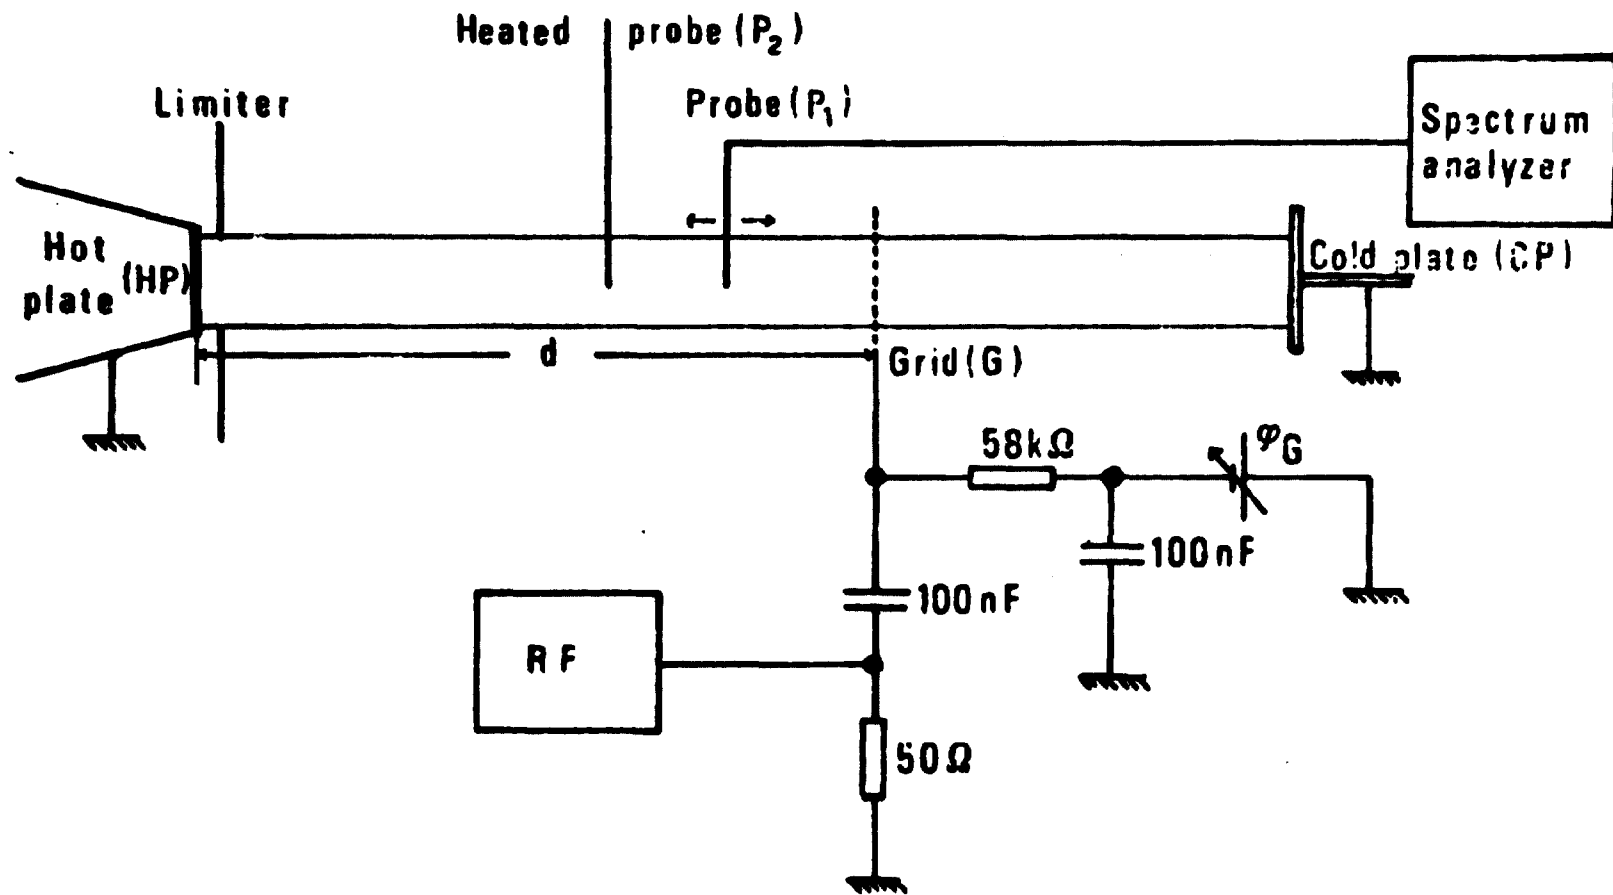 Heated probe (P2)
Limiter
Probe (P1)
Spectrum
analyzer
Hot
plate (HP)
Cold plate (CP)
d
Grid (G)
58kΩ
φG
100nF
100nF
RF
50Ω